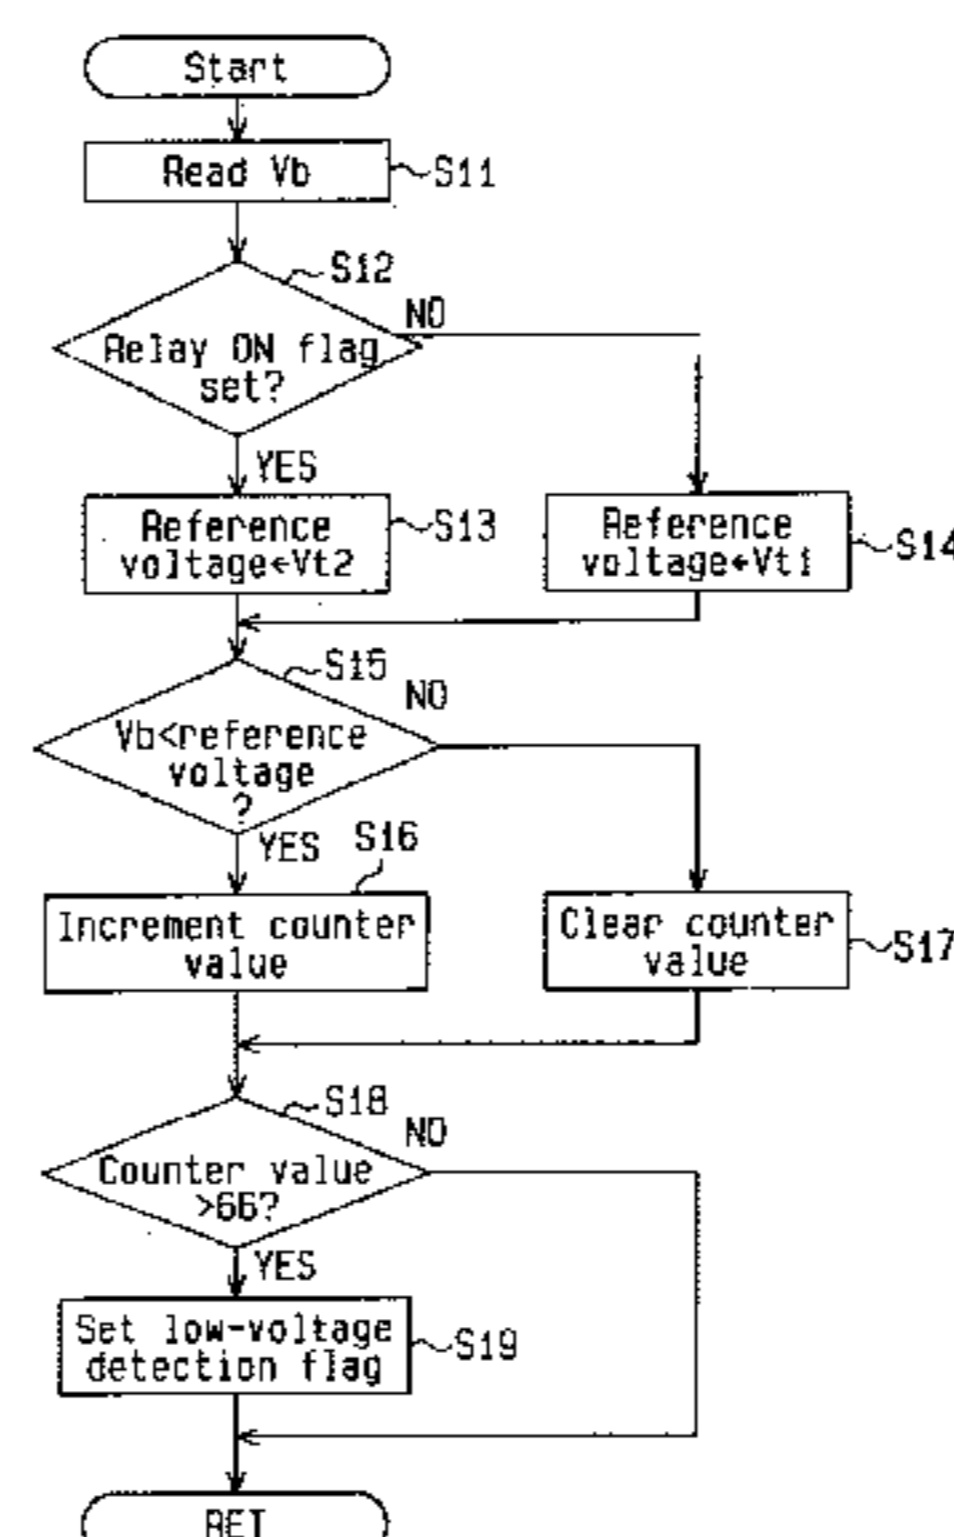 Start
Read Vb
S11
S12
NO
Relay ON flag
set?
YES
Reference
voltage←Vt2
S13
Reference
voltage←Vt1
S14
S15
NO
Vb<reference
voltage
?
YES
S16
Increment counter
value
Clear counter
value
S17
S18
NO
Counter value
>66?
YES
Set low-voltage
detection flag
S19
RET